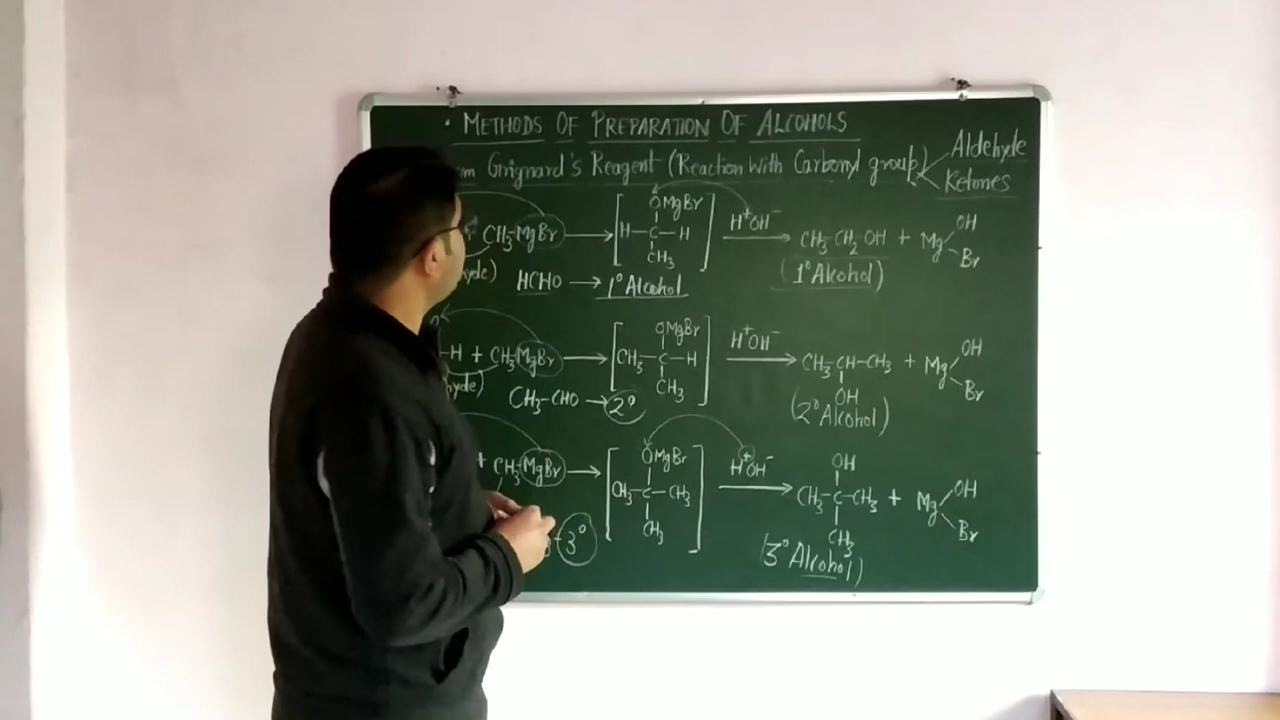 • METHODS OF PREPARATION OF ALCOHOLS
Grignard's Reagent (Reaction With Carbonyl group)
Aldehyde
Ketones
CH3-MgBr → [H-C-H OMgBr CH3] H+OH- → CH3-CH2OH + Mg OH Br
HCHO → 1° Alcohol
(1° Alcohol)
-H + CH3MgBr → [CH3-C-H OMgBr CH3] H+OH- → CH3-CH-CH3 OH + Mg OH Br
CH3-CHO → 2°
(2° Alcohol)
+ CH3MgBr → [CH3-C-CH3 OMgBr CH3] H+OH- → CH3-C-CH3 OH CH3 + Mg OH Br
3°
(3° Alcohol)